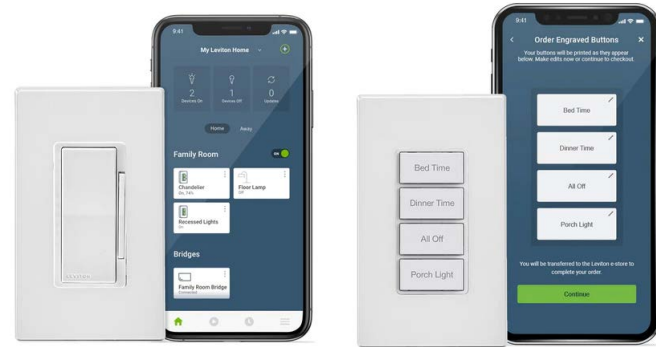 9:41
My Leviton Home
2
Devices On
1
Devices Off
0
Updates
Home
Away
Family Room
ON
Chandelier
On, 74%
Floor Lamp
Off
Recessed Lights
On
Bridges
Family Room Bridge
Connected
LEVITON
Bed Time
Dinner Time
All Off
Porch Light
9:41
Order Engraved Buttons
Your buttons will be printed as they appear
below. Make edits now or continue to checkout.
Bed Time
Dinner Time
All Off
Porch Light
You will be transferred to the Leviton e-store to
complete your order.
Continue